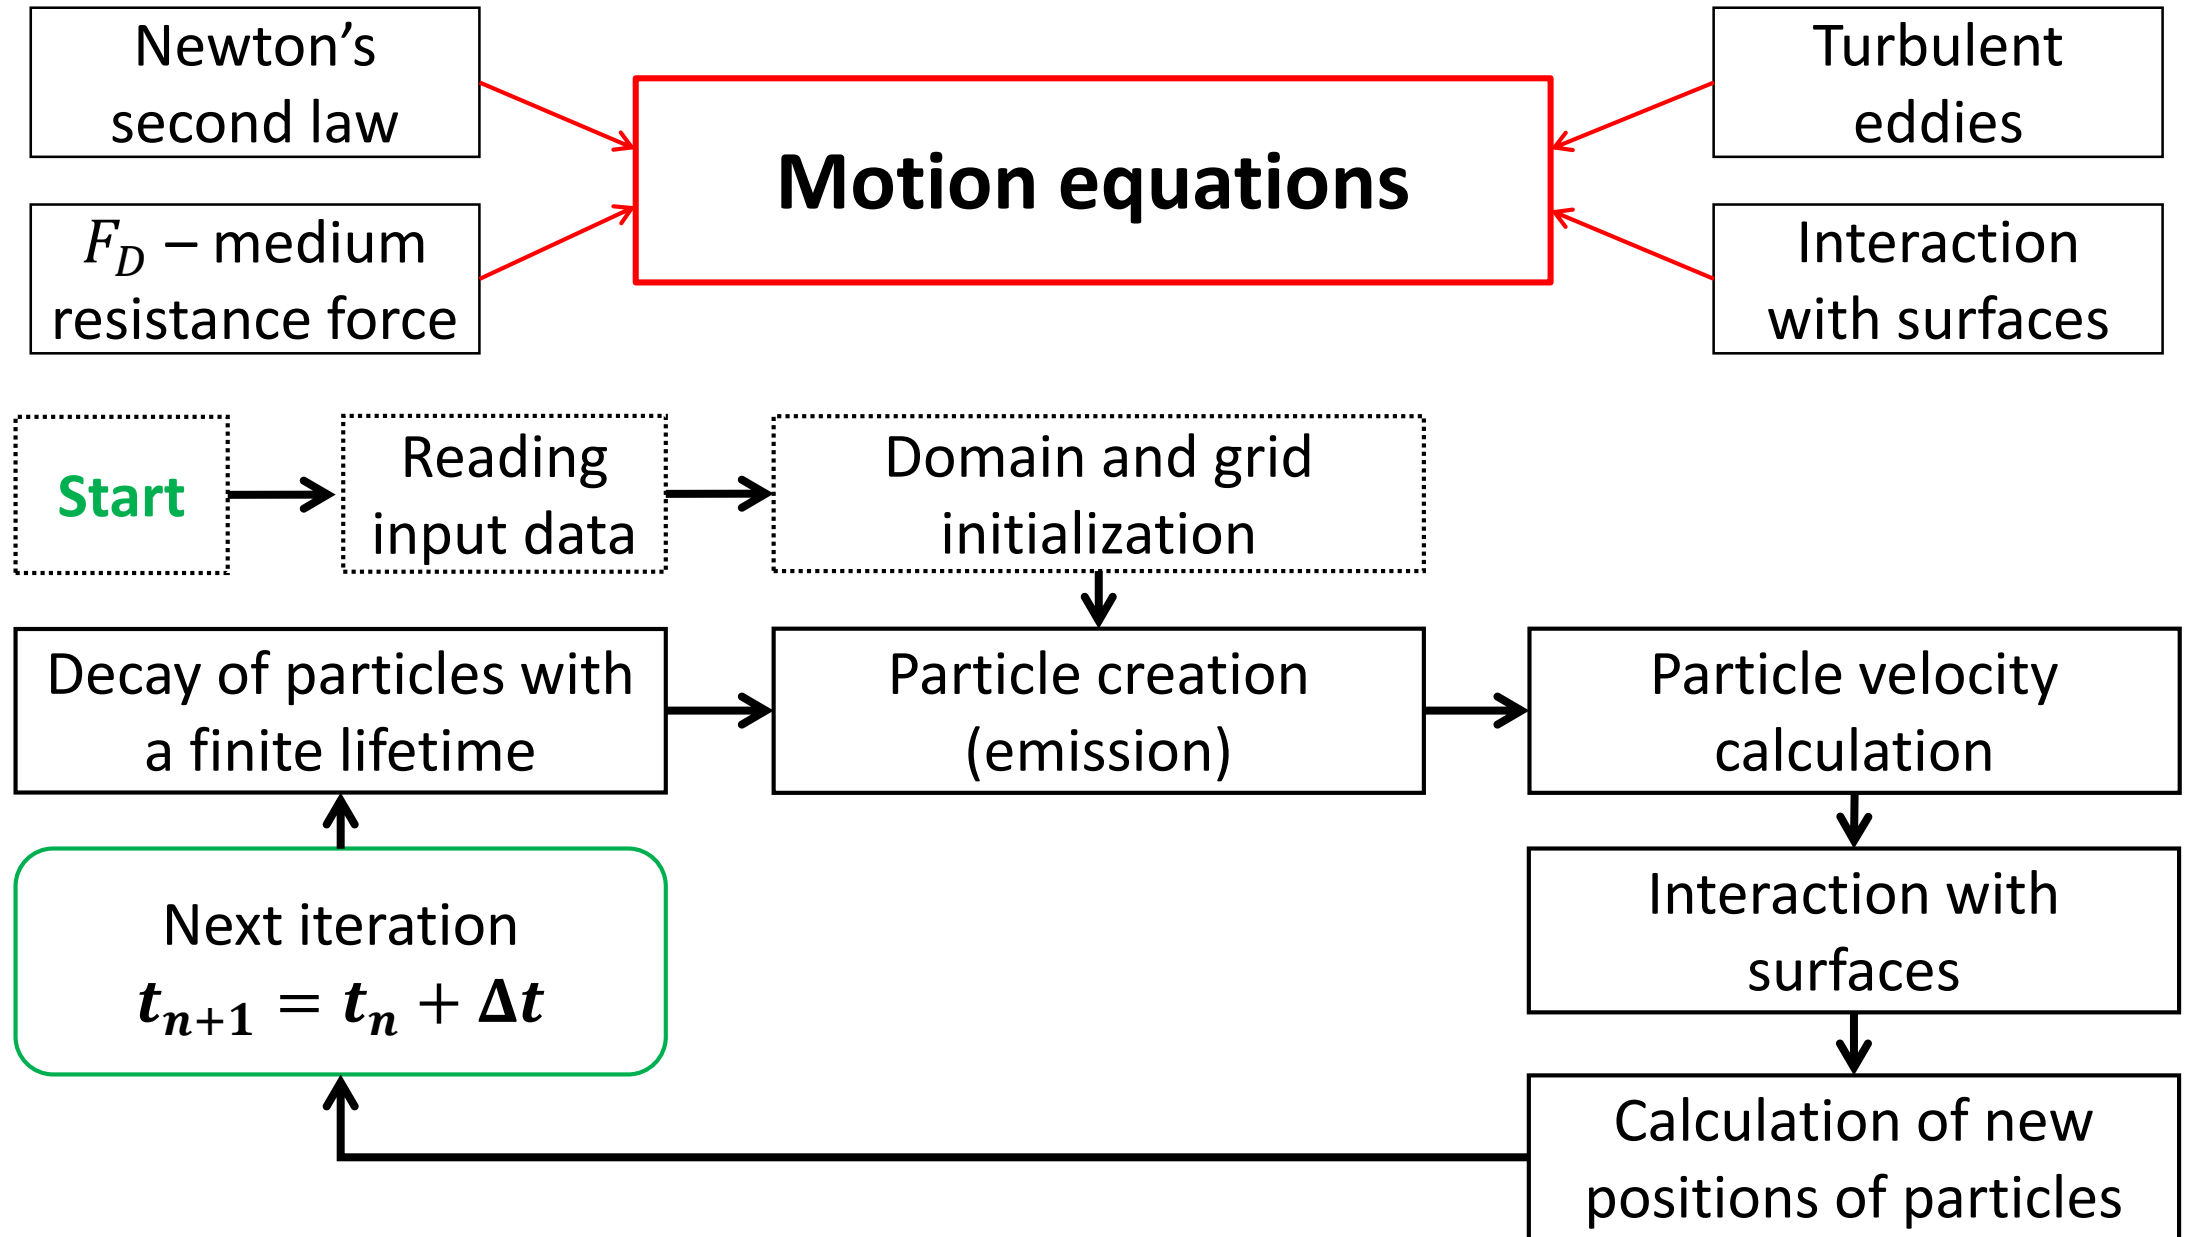 Newton’s
second law
F_D – medium
resistance force
Motion equations
Turbulent
eddies
Interaction
with surfaces
Start
Reading
input data
Domain and grid
initialization
Decay of particles with
a finite lifetime
Particle creation
(emission)
Particle velocity
calculation
Next iteration
t_{n+1} = t_n + Δt
Interaction with
surfaces
Calculation of new
positions of particles